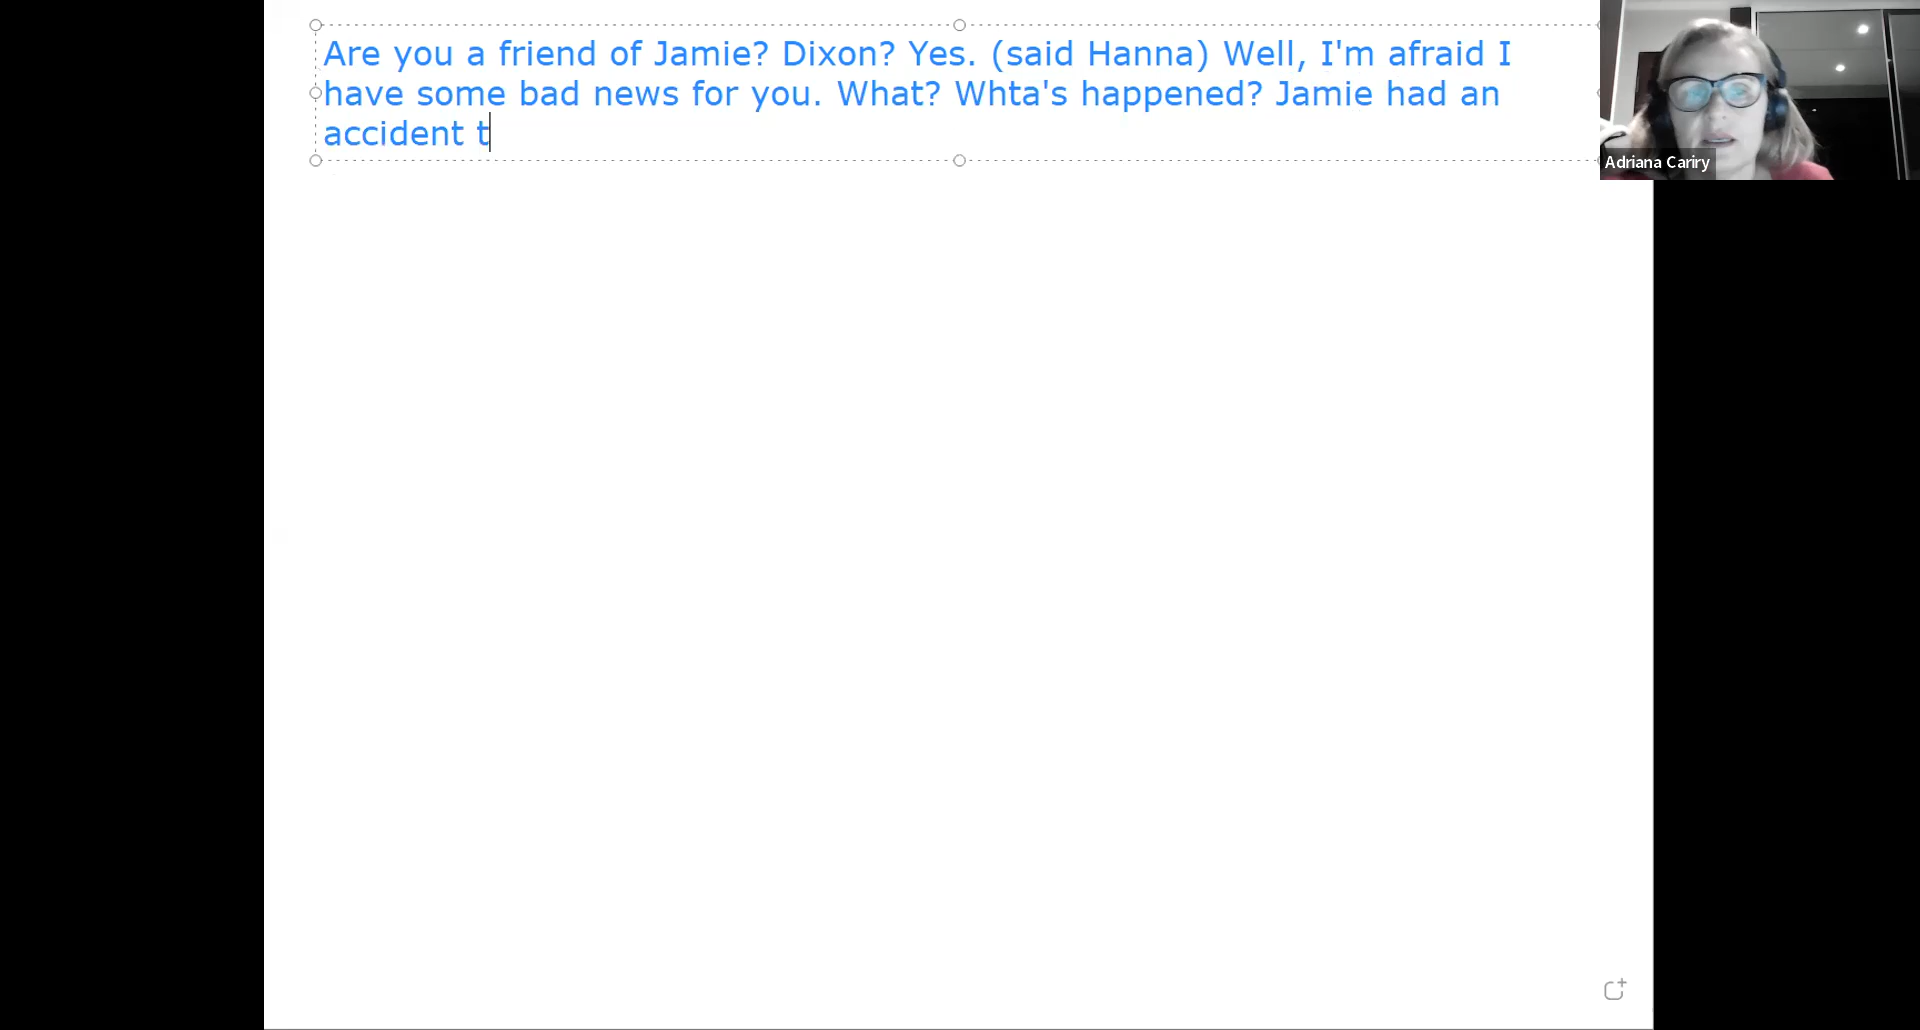 Are you a friend of Jamie? Dixon? Yes. (said Hanna) Well, I'm afraid I
have some bad news for you. What? Whta's happened? Jamie had an
accident t
Adriana Cariry